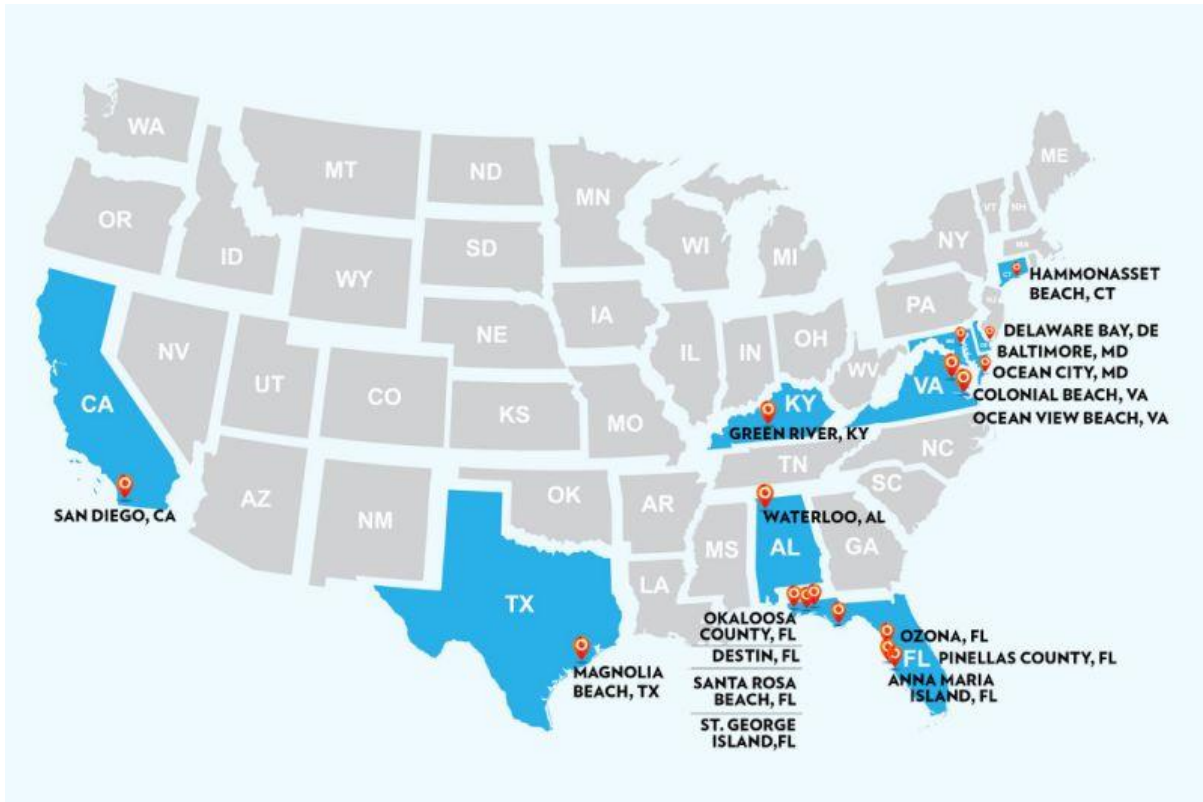 WA
MT
ND
MN
ME
OR
ID
SD
WI
VT
NH
NY
MA
WY
MI
CT
HAMMONASSET
BEACH, CT
NE
IA
PA
NJ
NV
UT
CO
IL
IN
OH
WV
MD
DE
DELAWARE BAY, DE
BALTIMORE, MD
OCEAN CITY, MD
COLONIAL BEACH, VA
OCEAN VIEW BEACH, VA
CA
KS
MO
KY
VA
GREEN RIVER, KY
SAN DIEGO, CA
AZ
NM
OK
AR
TN
NC
SC
WATERLOO, AL
TX
LA
MS
AL
GA
MAGNOLIA
BEACH, TX
OKALOOSA
COUNTY, FL
DESTIN, FL
SANTA ROSA
BEACH, FL
ST. GEORGE
ISLAND,FL
OZONA, FL
FL
PINELLAS COUNTY, FL
ANNA MARIA
ISLAND, FL